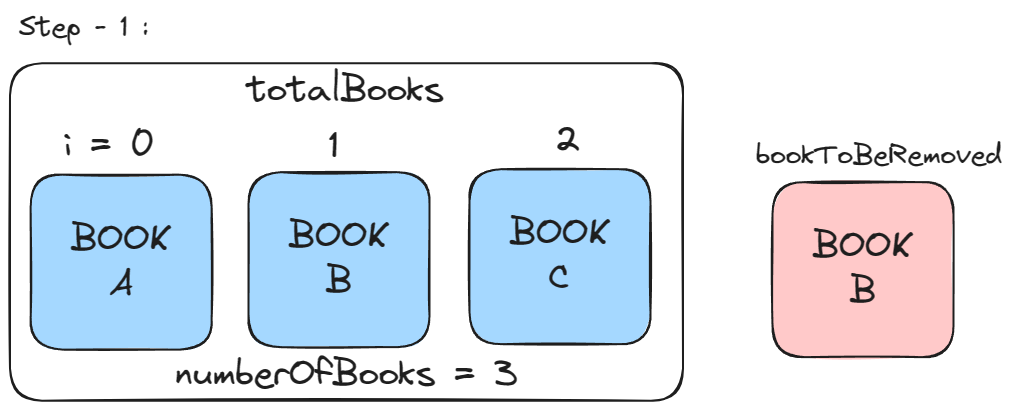 Step - 1 :
totalBooks
i = 0 1 2
bookToBeRemoved
BOOK
A
BOOK
B
BOOK
C
BOOK
B
numberOfBooks = 3